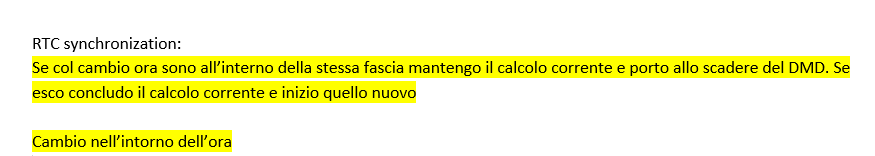 RTC synchronization:
Se col cambio ora sono all’interno della stessa fascia mantengo il calcolo corrente e porto allo scadere del DMD. Se
esco concludo il calcolo corrente e inizio quello nuovo
Cambio nell’intorno dell’ora